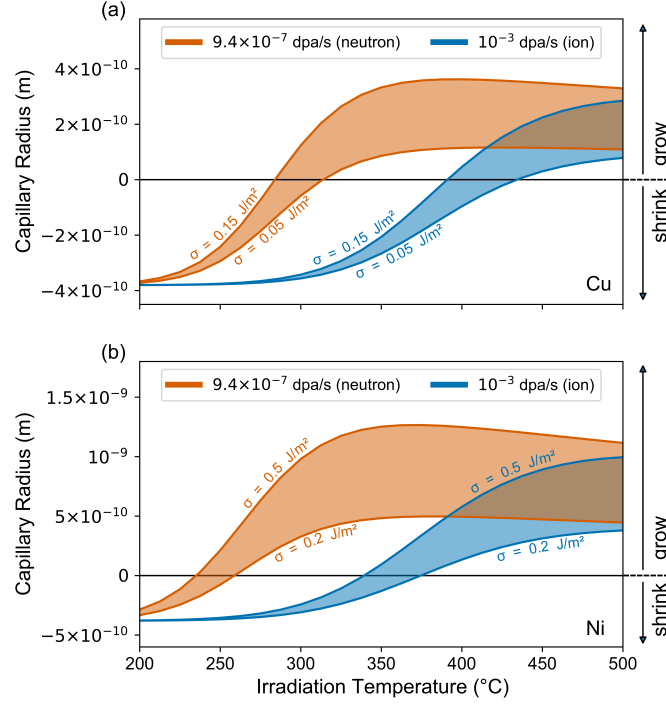 (a)
9.4×10⁻⁷ dpa/s (neutron)
10⁻³ dpa/s (ion)
Capillary Radius (m)
4×10⁻¹⁰
2×10⁻¹⁰
0
−2×10⁻¹⁰
−4×10⁻¹⁰
σ = 0.15 J/m²
σ = 0.05 J/m²
σ = 0.15 J/m²
σ = 0.05 J/m²
Cu
grow
shrink
(b)
9.4×10⁻⁷ dpa/s (neutron)
10⁻³ dpa/s (ion)
Capillary Radius (m)
1.5×10⁻⁹
10⁻⁹
5×10⁻¹⁰
0
−5×10⁻¹⁰
σ = 0.5 J/m²
σ = 0.2 J/m²
σ = 0.5 J/m²
σ = 0.2 J/m²
Ni
grow
shrink
200 250 300 350 400 450 500
Irradiation Temperature (°C)